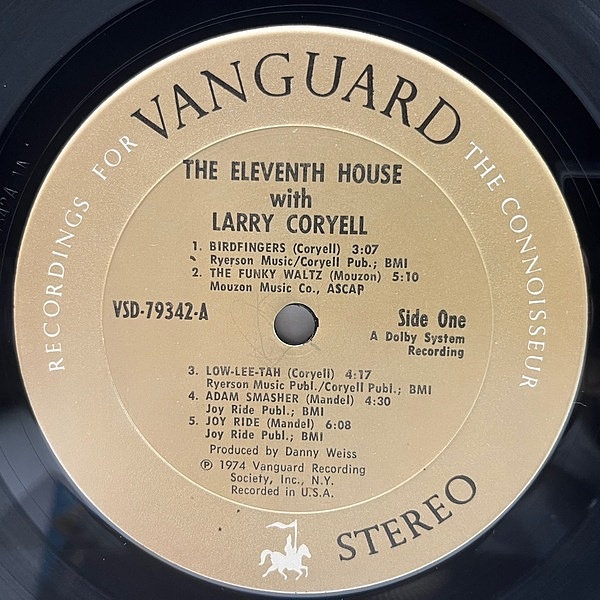 RECORDINGS FOR VANGUARD THE CONNOISSEUR
THE ELEVENTH HOUSE
with
LARRY CORYELL
1. BIRDFINGERS (Coryell) 3:07
Ryerson Music/Coryell Pub.; BMI
2. THE FUNKY WALTZ (Mouzon) 5:10
Mouzon Music Co., ASCAP
VSD-79342-A
Side One
A Dolby System
Recording
3. LOW-LEE-TAH (Coryell) 4:17
Ryerson Music Publ./Coryell Publ.; BMI
4. ADAM SMASHER (Mandel) 4:30
Joy Ride Publ.; BMI
5. JOY RIDE (Mandel) 6:08
Joy Ride Publ.; BMI
Produced by Danny Weiss
℗ 1974 Vanguard Recording
Society, Inc., N.Y.
Recorded in U.S.A.
STEREO